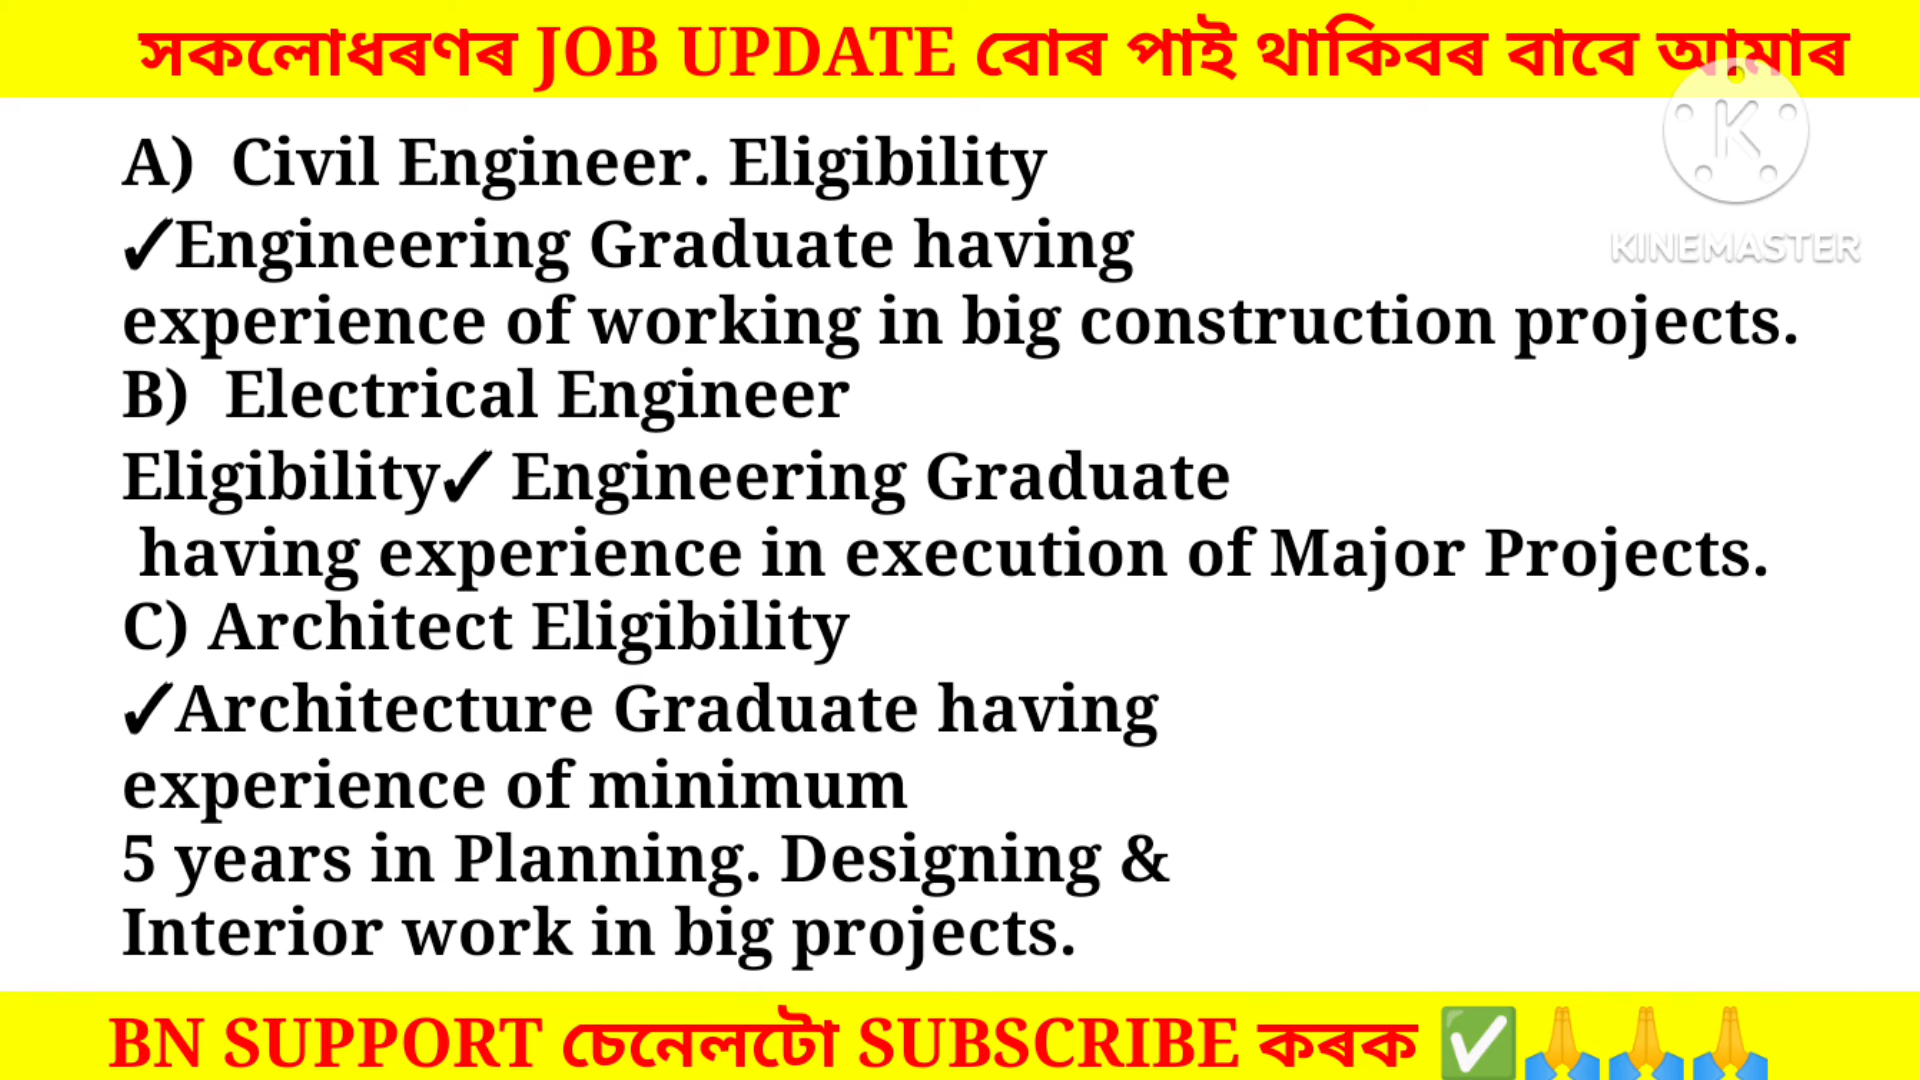 সকলোধৰণৰ JOB UPDATE বোৰ পাই থাকিবৰ বাবে আমাৰ
A) Civil Engineer. Eligibility
✓Engineering Graduate having
experience of working in big construction projects.
B) Electrical Engineer
Eligibility✓ Engineering Graduate
having experience in execution of Major Projects.
C) Architect Eligibility
✓Architecture Graduate having
experience of minimum
5 years in Planning. Designing &
Interior work in big projects.
BN SUPPORT চেনেলটো SUBSCRIBE কৰক ✅🙏🙏🙏
K
KINEMASTER